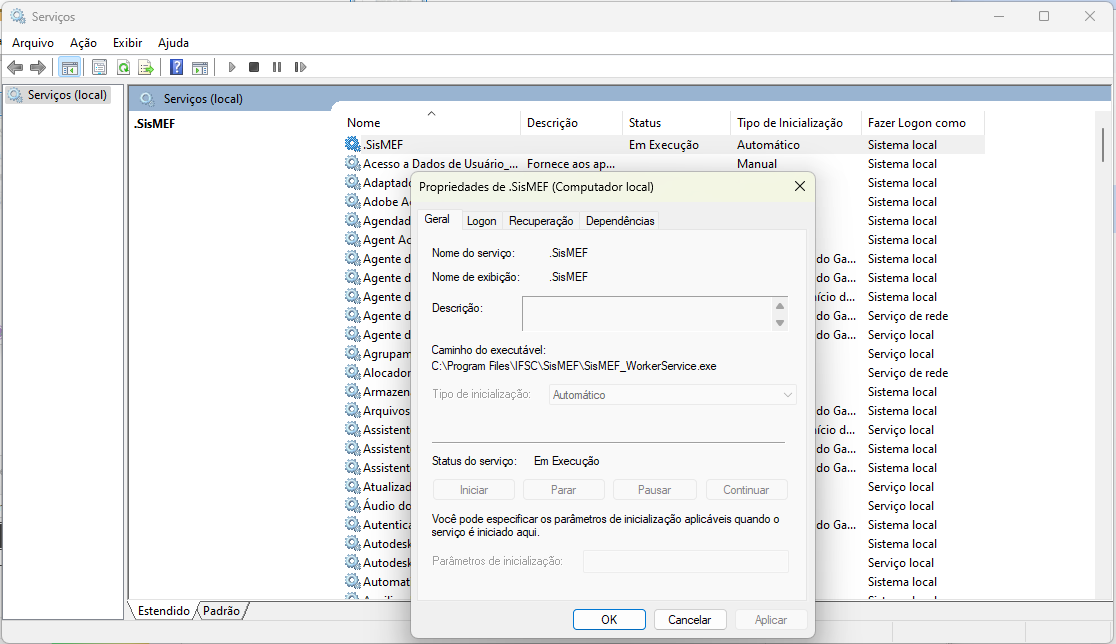 Serviços
Arquivo Ação Exibir Ajuda
Serviços (local)
Serviços (local)
.SisMEF
Nome Descrição Status Tipo de Inicialização Fazer Logon como
.SisMEF Em Execução Automático Sistema local
Acesso a Dados de Usuário_... Fornece aos ap... Manual Sistema local
Adaptado Sistema local
Adobe Ac Sistema local
Agendad Sistema local
Agent Ac Sistema local
Agente d do Ga... Sistema local
Agente d do Ga... Sistema local
Agente d nício d... Sistema local
Agente d do Ga... Serviço de rede
Agente d do Ga... Serviço local
Agrupam Serviço local
Alocador Serviço de rede
Armazen Sistema local
Arquivos do Ga... Sistema local
Assistent nício d... Sistema local
Assistent do Ga... Sistema local
Assistent do Ga... Sistema local
Atualizad Serviço local
Áudio do Serviço local
Autentica do Ga... Sistema local
Autodesk Sistema local
Autodesk Serviço local
Automat Sistema local
Propriedades de .SisMEF (Computador local)
Geral Logon Recuperação Dependências
Nome do serviço: .SisMEF
Nome de exibição: .SisMEF
Descrição:
Caminho do executável:
C:\Program Files\IFSC\SisMEF\SisMEF_WorkerService.exe
Tipo de inicialização: Automático
Status do serviço: Em Execução
Iniciar Parar Pausar Continuar
Você pode especificar os parâmetros de inicialização aplicáveis quando o
serviço é iniciado aqui.
Parâmetros de inicialização:
OK Cancelar Aplicar
Estendido Padrão